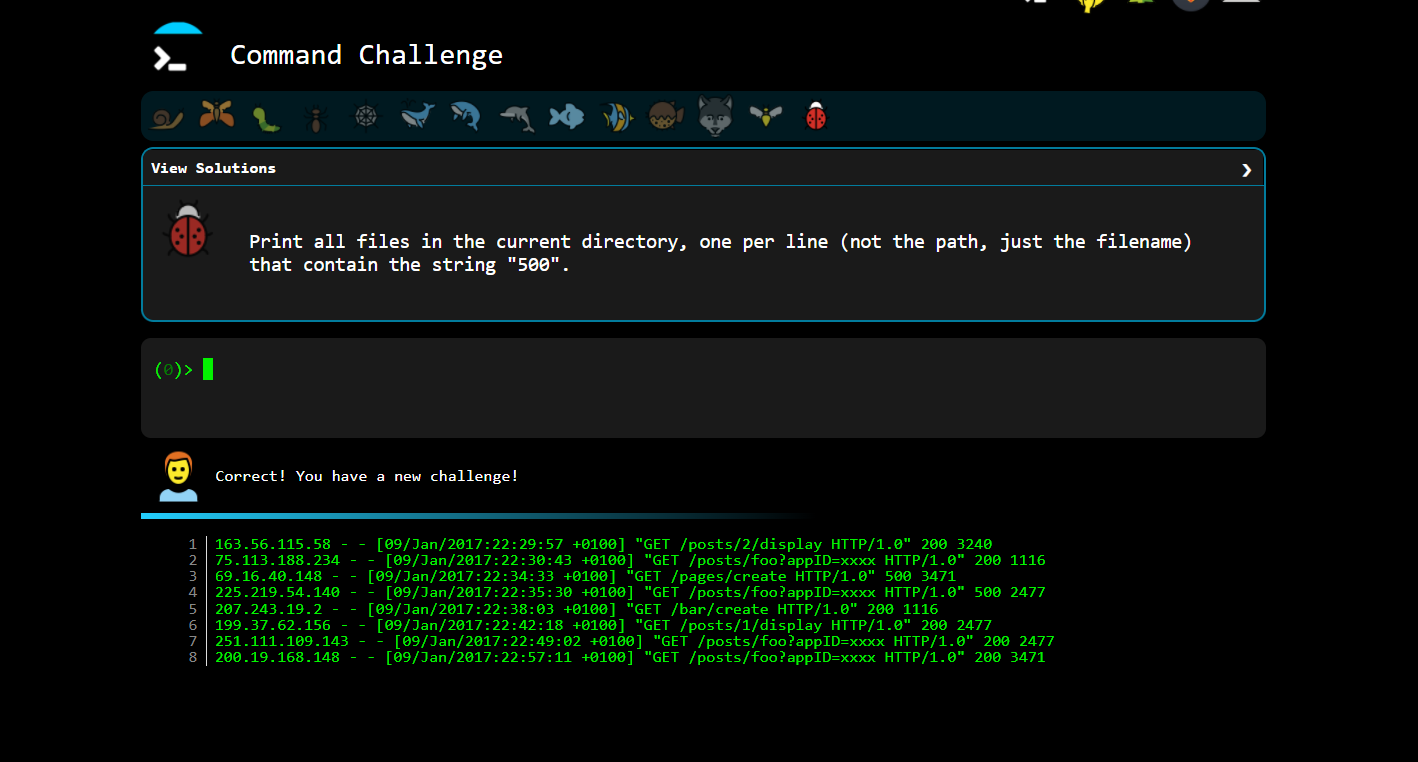 Command Challenge
View Solutions
Print all files in the current directory, one per line (not the path, just the filename)
that contain the string "500".
(0)>
Correct! You have a new challenge!
1 163.56.115.58 - - [09/Jan/2017:22:29:57 +0100] "GET /posts/2/display HTTP/1.0" 200 3240
2 75.113.188.234 - - [09/Jan/2017:22:30:43 +0100] "GET /posts/foo?appID=xxxx HTTP/1.0" 200 1116
3 69.16.40.148 - - [09/Jan/2017:22:34:33 +0100] "GET /pages/create HTTP/1.0" 500 3471
4 225.219.54.140 - - [09/Jan/2017:22:35:30 +0100] "GET /posts/foo?appID=xxxx HTTP/1.0" 500 2477
5 207.243.19.2 - - [09/Jan/2017:22:38:03 +0100] "GET /bar/create HTTP/1.0" 200 1116
6 199.37.62.156 - - [09/Jan/2017:22:42:18 +0100] "GET /posts/1/display HTTP/1.0" 200 2477
7 251.111.109.143 - - [09/Jan/2017:22:49:02 +0100] "GET /posts/foo?appID=xxxx HTTP/1.0" 200 2477
8 200.19.168.148 - - [09/Jan/2017:22:57:11 +0100] "GET /posts/foo?appID=xxxx HTTP/1.0" 200 3471